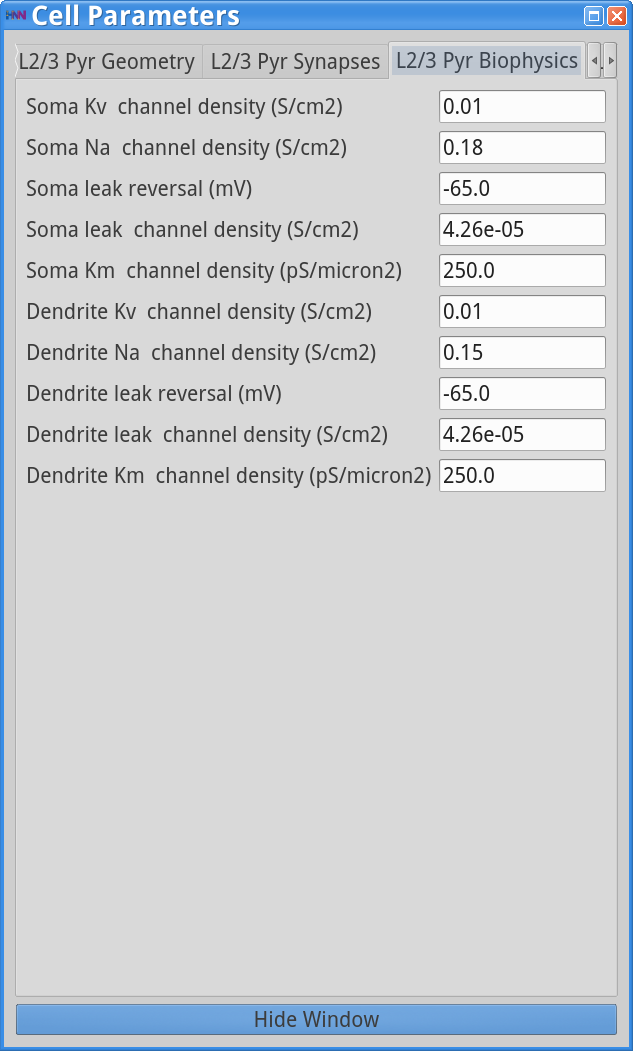 HNN Cell Parameters
L2/3 Pyr Geometry L2/3 Pyr Synapses L2/3 Pyr Biophysics
Soma Kv  channel density (S/cm2) 0.01
Soma Na  channel density (S/cm2) 0.18
Soma leak reversal (mV) -65.0
Soma leak  channel density (S/cm2) 4.26e-05
Soma Km  channel density (pS/micron2) 250.0
Dendrite Kv  channel density (S/cm2) 0.01
Dendrite Na  channel density (S/cm2) 0.15
Dendrite leak reversal (mV) -65.0
Dendrite leak  channel density (S/cm2) 4.26e-05
Dendrite Km  channel density (pS/micron2) 250.0
Hide Window